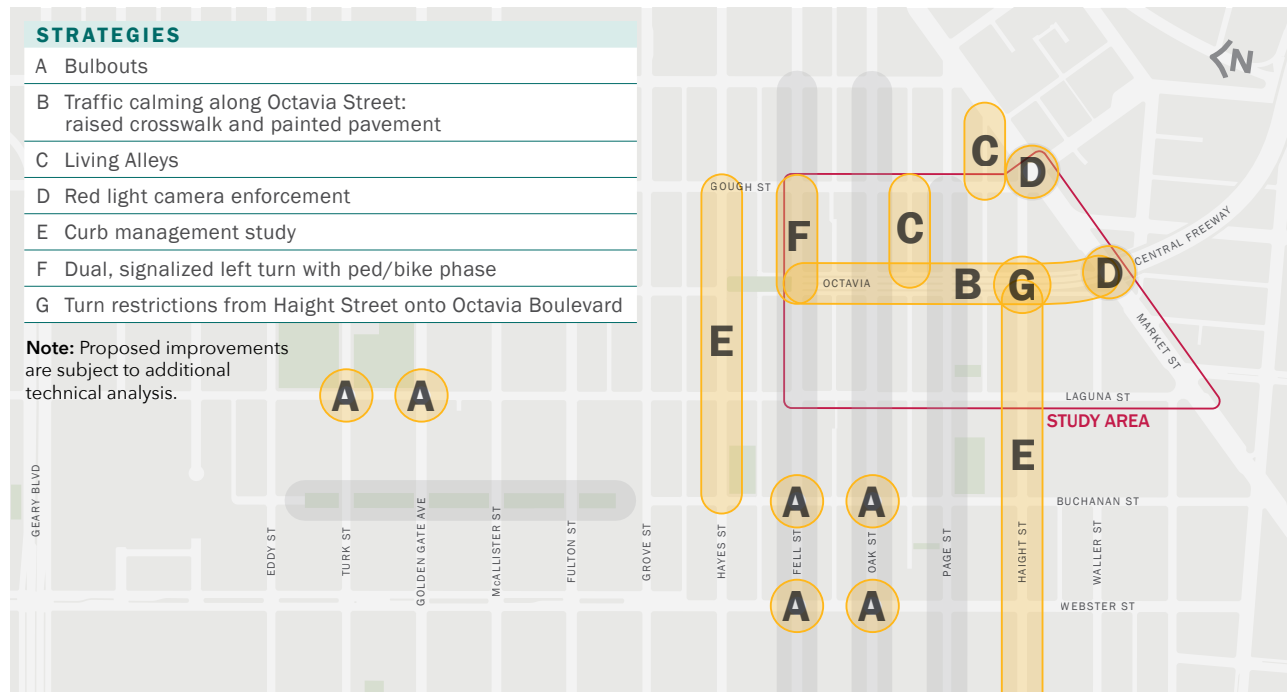 STRATEGIES
A Bulbouts
B Traffic calming along Octavia Street:
raised crosswalk and painted pavement
C Living Alleys
D Red light camera enforcement
E Curb management study
F Dual, signalized left turn with ped/bike phase
G Turn restrictions from Haight Street onto Octavia Boulevard
Note: Proposed improvements
are subject to additional
technical analysis.
N
C
D
GOUGH ST
F
C
CENTRAL FREEWAY
OCTAVIA
B
G
D
E
MARKET ST
A
A
LAGUNA ST
STUDY AREA
E
A
A
BUCHANAN ST
GEARY BLVD
EDDY ST
TURK ST
GOLDEN GATE AVE
McALLISTER ST
FULTON ST
GROVE ST
HAYES ST
FELL ST
OAK ST
PAGE ST
HAIGHT ST
WALLER ST
A
A
WEBSTER ST